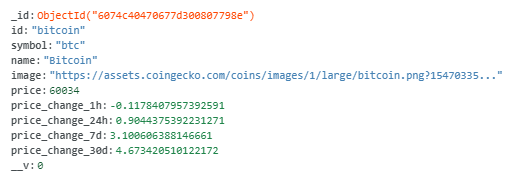 _id: ObjectId("6074c40470677d300807798e")
id: "bitcoin"
symbol: "btc"
name: "Bitcoin"
image: "https://assets.coingecko.com/coins/images/1/large/bitcoin.png?15470335..."
price: 60034
price_change_1h: -0.1178407957392591
price_change_24h: 0.9044375392231271
price_change_7d: 3.100606388146661
price_change_30d: 4.673420510122172
__v: 0